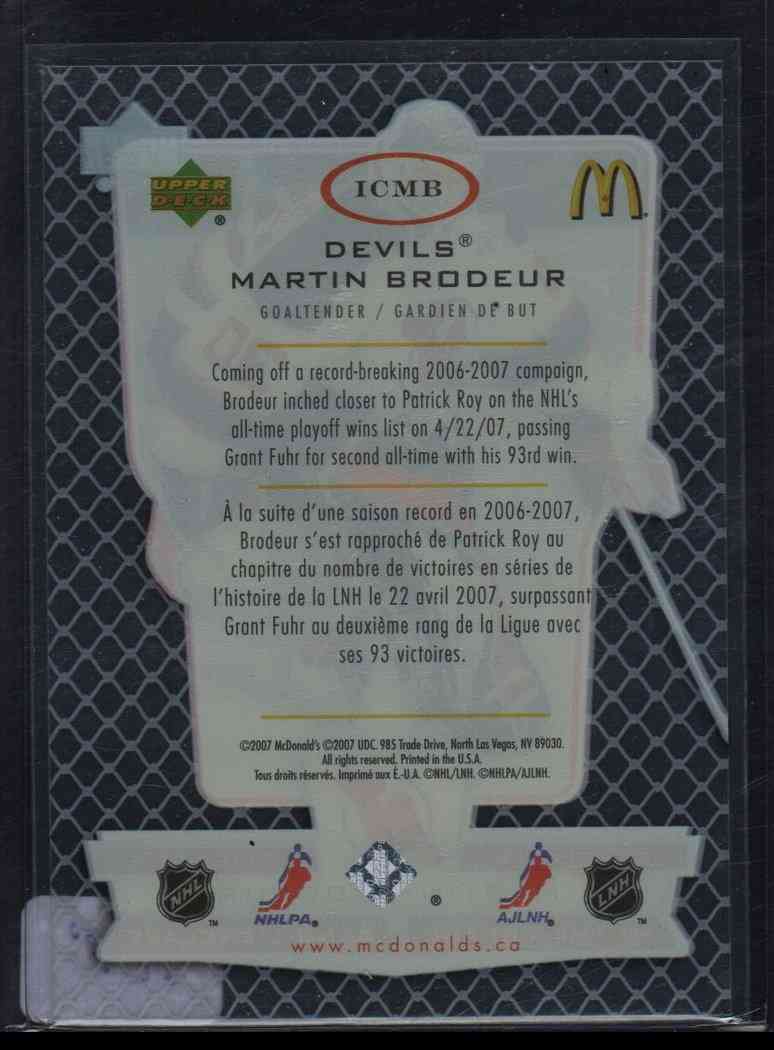 UPPER
DECK
®
ICMB
M.
DEVILS®
MARTIN BRODEUR
GOALTENDER / GARDIEN DE BUT
Coming off a record-breaking 2006-2007 campaign,
Brodeur inched closer to Patrick Roy on the NHL's
all-time playoff wins list on 4/22/07, passing
Grant Fuhr for second all-time with his 93rd win.
À la suite d'une saison record en 2006-2007,
Brodeur s'est rapproché de Patrick Roy au
chapitre du nombre de victoires en séries de
l'histoire de la LNH le 22 avril 2007, surpassant
Grant Fuhr au deuxième rang de la Ligue avec
ses 93 victoires.
©2007 McDonald's ©2007 UDC. 985 Trade Drive, North Las Vegas, NV 89030.
All rights reserved. Printed in the U.S.A.
Tous droits réservés. Imprimé aux É.-U.A. ©NHL/LNH. ©NHLPA/AJLNH.
NHL™
NHLPA®
®
AJLNH®
LNH™
www.mcdonalds.ca